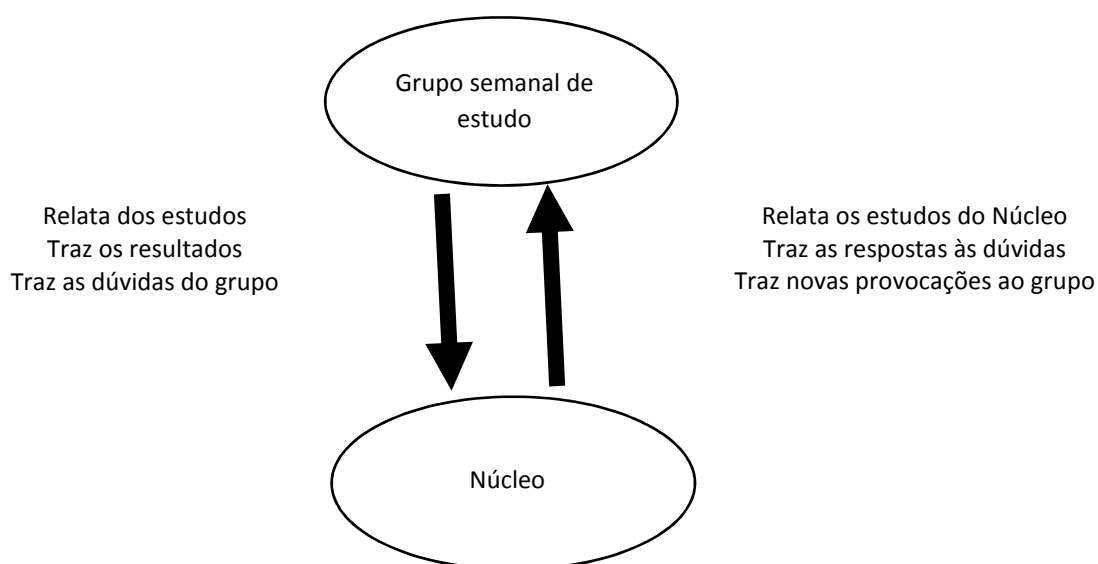 Grupo semanal de
estudo
Relata dos estudos
Traz os resultados
Traz as dúvidas do grupo
Relata os estudos do Núcleo
Traz as respostas às dúvidas
Traz novas provocações ao grupo
Núcleo